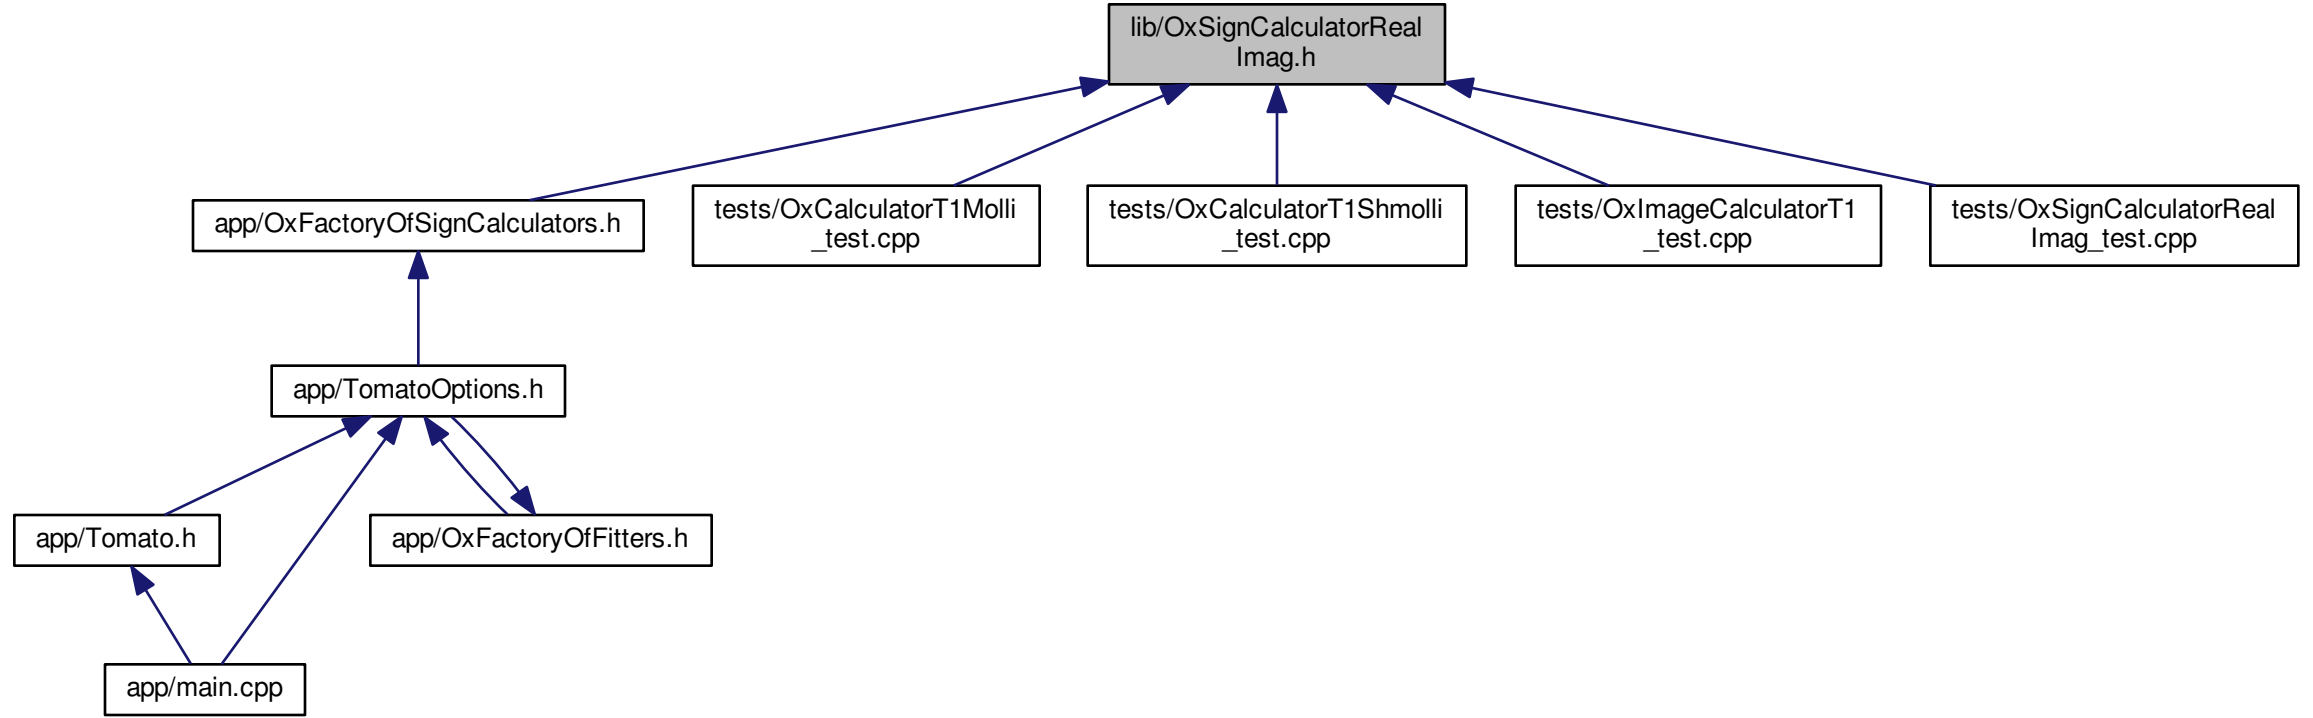 lib/OxSignCalculatorReal
Imag.h
app/OxFactoryOfSignCalculators.h
tests/OxCalculatorT1Molli
_test.cpp
tests/OxCalculatorT1Shmolli
_test.cpp
tests/OxImageCalculatorT1
_test.cpp
tests/OxSignCalculatorReal
Imag_test.cpp
app/TomatoOptions.h
app/Tomato.h
app/OxFactoryOfFitters.h
app/main.cpp